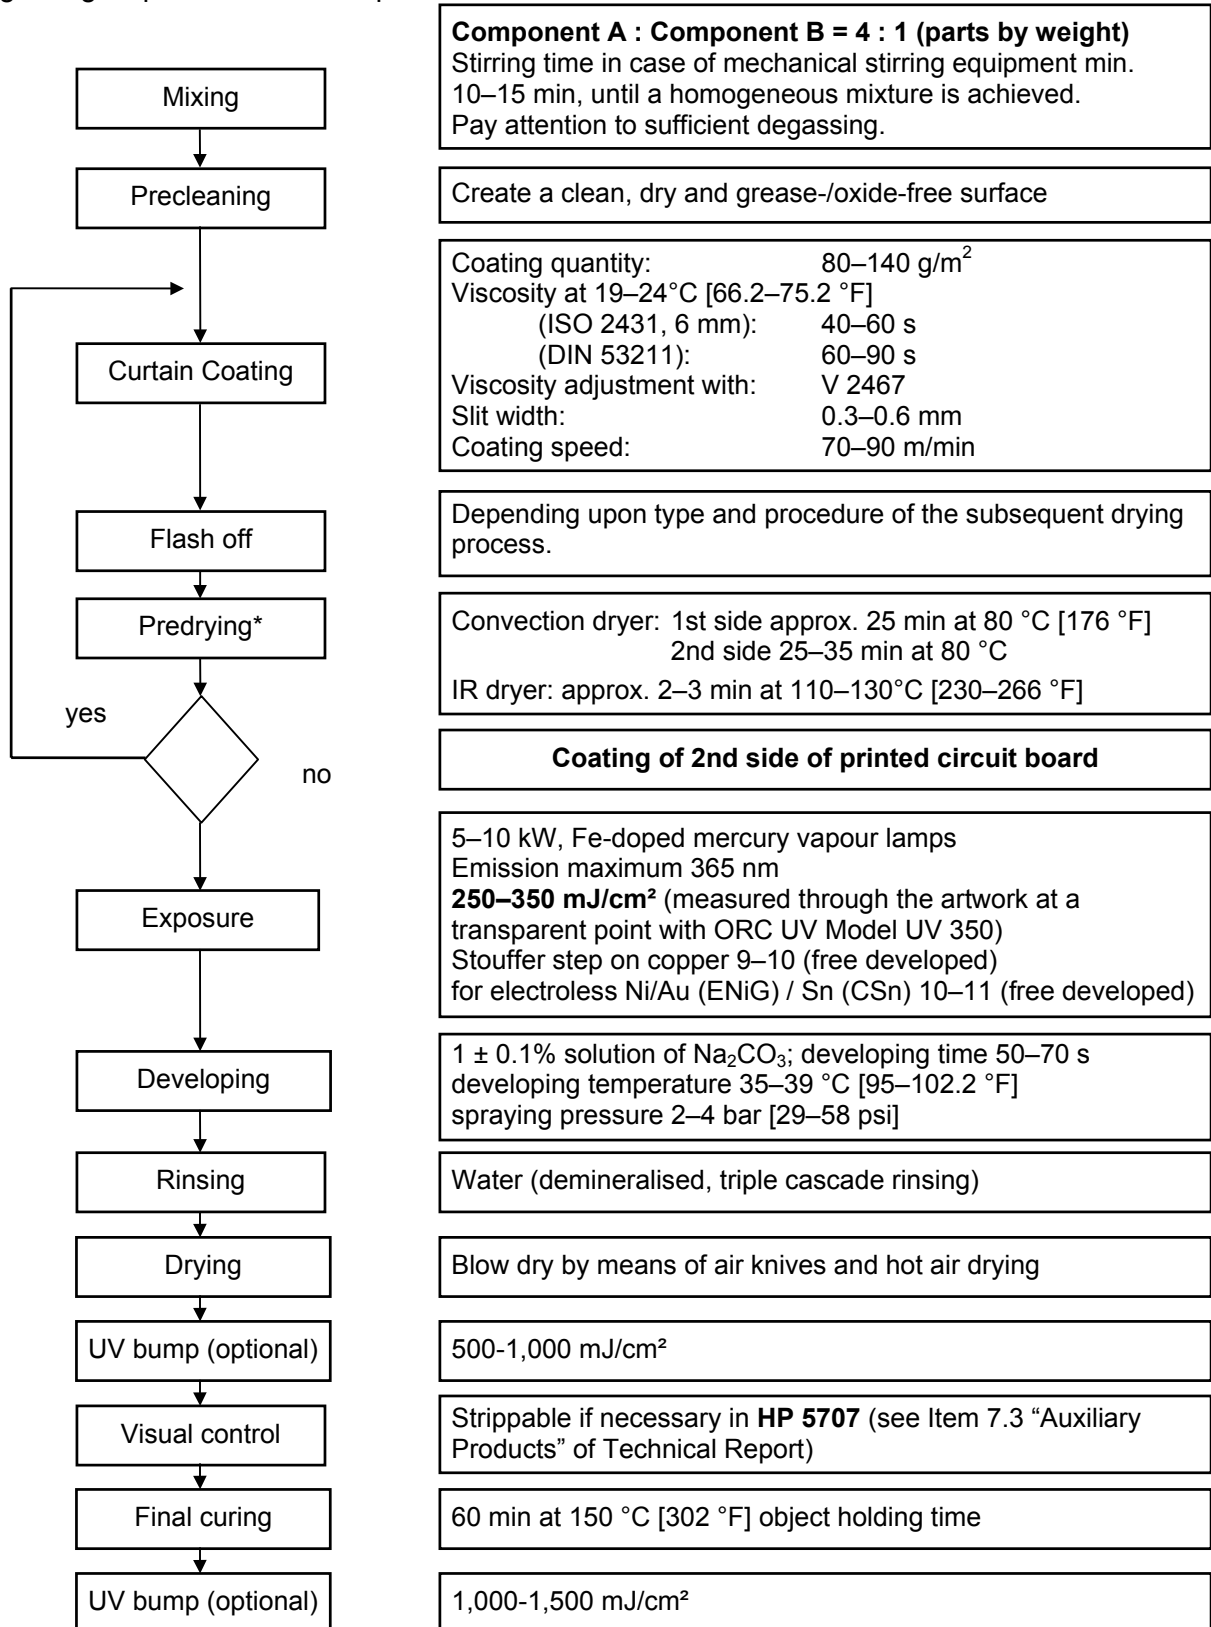 Mixing
Component A : Component B = 4 : 1 (parts by weight)
Stirring time in case of mechanical stirring equipment min.
10–15 min, until a homogeneous mixture is achieved.
Pay attention to sufficient degassing.
Precleaning
Create a clean, dry and grease-/oxide-free surface
Curtain Coating
Coating quantity: 80–140 g/m²
Viscosity at 19–24°C [66.2–75.2 °F]
(ISO 2431, 6 mm): 40–60 s
(DIN 53211): 60–90 s
Viscosity adjustment with: V 2467
Slit width: 0.3–0.6 mm
Coating speed: 70–90 m/min
Flash off
Depending upon type and procedure of the subsequent drying
process.
Predrying*
Convection dryer: 1st side approx. 25 min at 80 °C [176 °F]
2nd side 25–35 min at 80 °C
IR dryer: approx. 2–3 min at 110–130°C [230–266 °F]
yes
no
Coating of 2nd side of printed circuit board
Exposure
5–10 kW, Fe-doped mercury vapour lamps
Emission maximum 365 nm
250–350 mJ/cm² (measured through the artwork at a
transparent point with ORC UV Model UV 350)
Stouffer step on copper 9–10 (free developed)
for electroless Ni/Au (ENiG) / Sn (CSn) 10–11 (free developed)
Developing
1 ± 0.1% solution of Na₂CO₃; developing time 50–70 s
developing temperature 35–39 °C [95–102.2 °F]
spraying pressure 2–4 bar [29–58 psi]
Rinsing
Water (demineralised, triple cascade rinsing)
Drying
Blow dry by means of air knives and hot air drying
UV bump (optional)
500-1,000 mJ/cm²
Visual control
Strippable if necessary in HP 5707 (see Item 7.3 “Auxiliary
Products” of Technical Report)
Final curing
60 min at 150 °C [302 °F] object holding time
UV bump (optional)
1,000-1,500 mJ/cm²